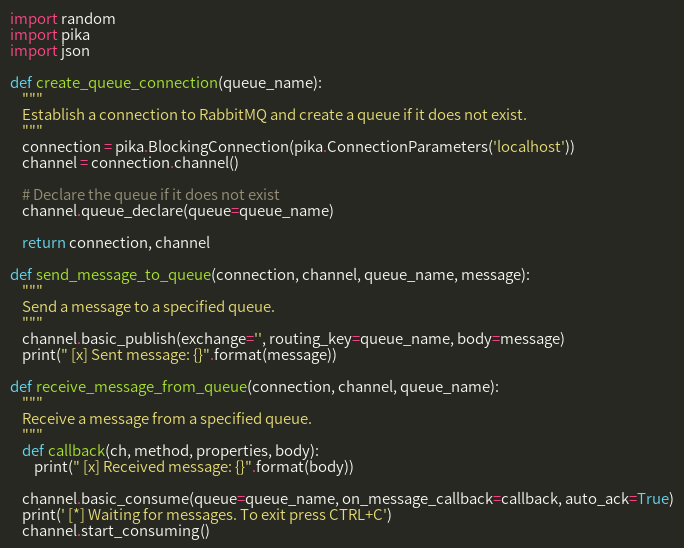 import random
import pika
import json

def create_queue_connection(queue_name):
    """
    Establish a connection to RabbitMQ and create a queue if it does not exist.
    """
    connection = pika.BlockingConnection(pika.ConnectionParameters('localhost'))
    channel = connection.channel()

    # Declare the queue if it does not exist
    channel.queue_declare(queue=queue_name)

    return connection, channel

def send_message_to_queue(connection, channel, queue_name, message):
    """
    Send a message to a specified queue.
    """
    channel.basic_publish(exchange='', routing_key=queue_name, body=message)
    print(" [x] Sent message: {}".format(message))

def receive_message_from_queue(connection, channel, queue_name):
    """
    Receive a message from a specified queue.
    """
    def callback(ch, method, properties, body):
        print(" [x] Received message: {}".format(body))

    channel.basic_consume(queue=queue_name, on_message_callback=callback, auto_ack=True)
    print(' [*] Waiting for messages. To exit press CTRL+C')
    channel.start_consuming()